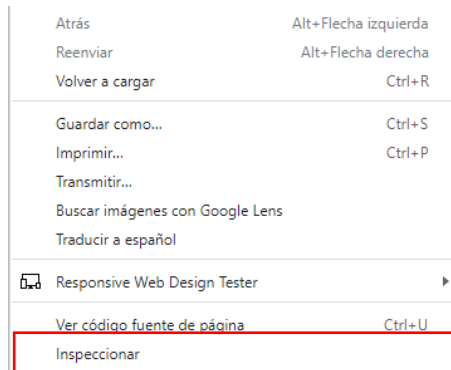 Atrás Alt+Flecha izquierda
Reenviar Alt+Flecha derecha
Volver a cargar Ctrl+R
Guardar como... Ctrl+S
Imprimir... Ctrl+P
Transmitir...
Buscar imágenes con Google Lens
Traducir a español
Responsive Web Design Tester
Ver código fuente de página Ctrl+U
Inspeccionar